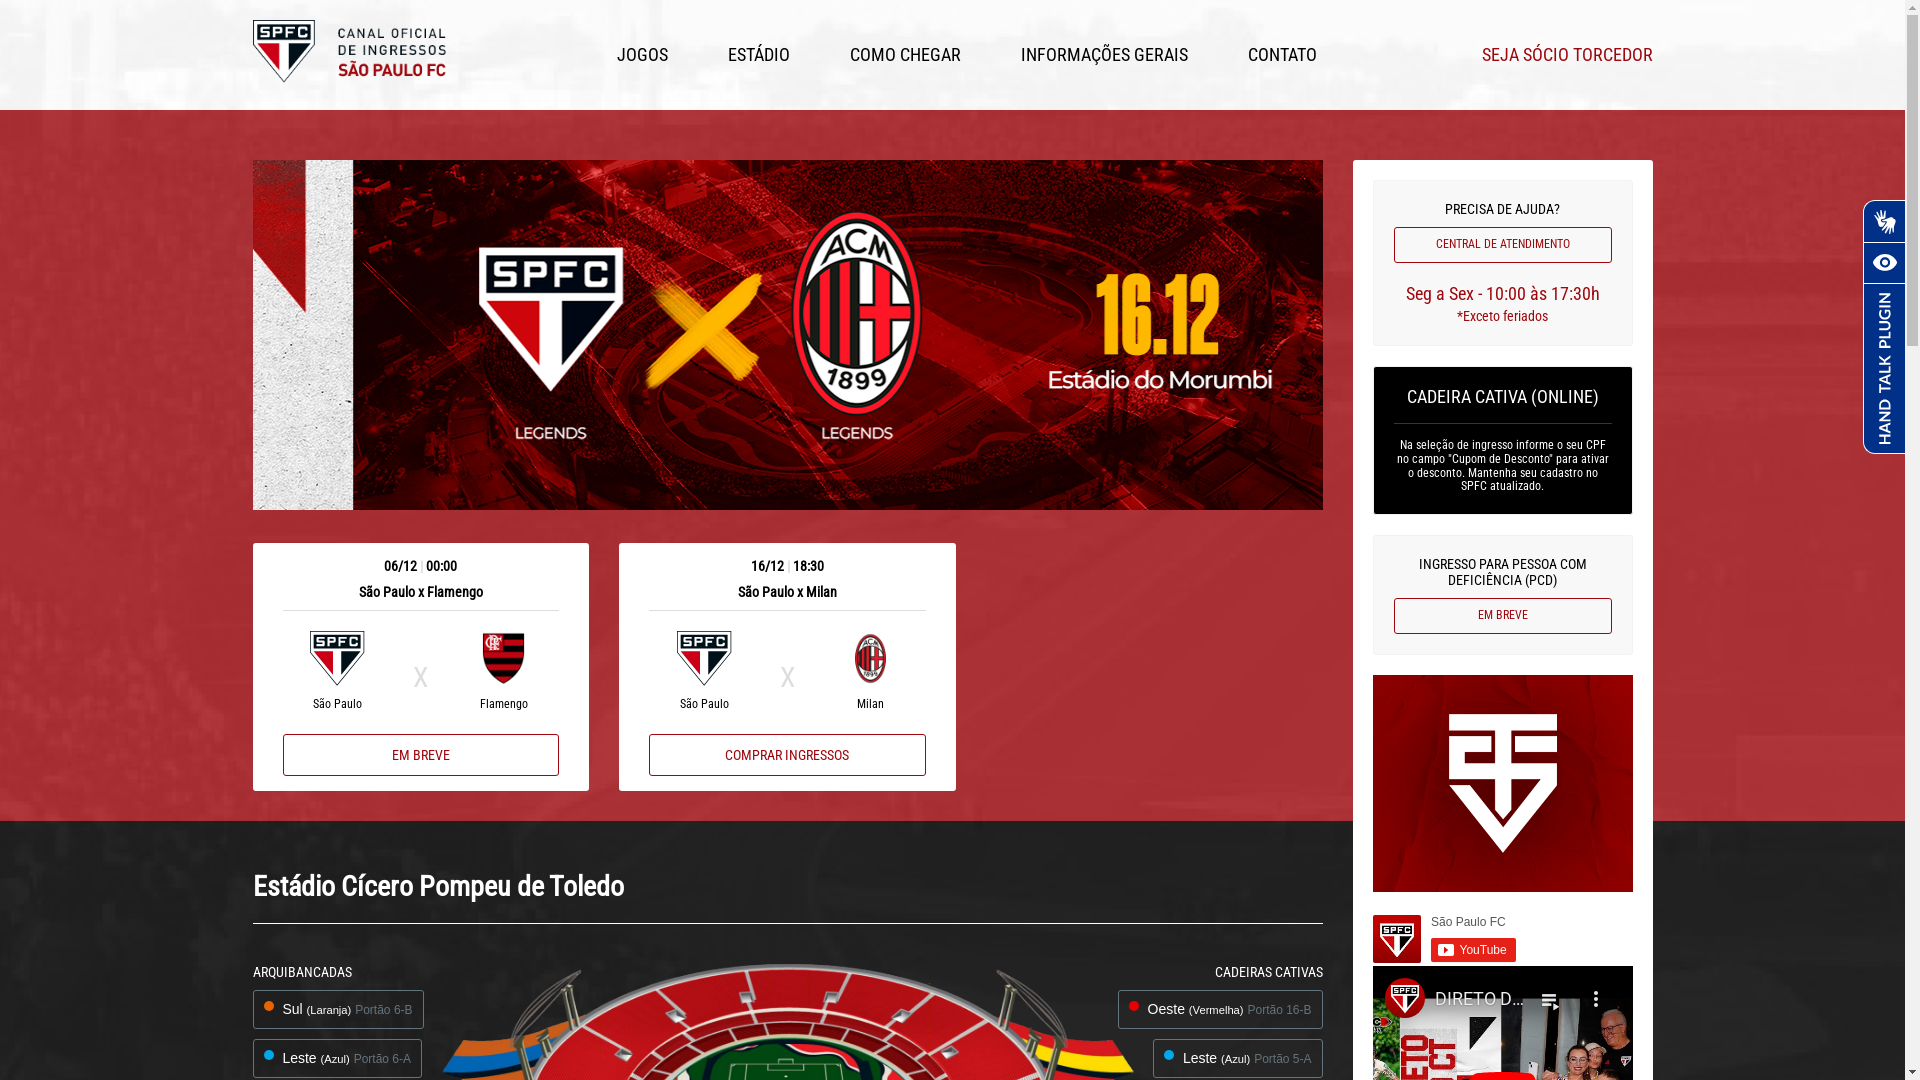 SPFC
CANAL OFICIAL
DE INGRESSOS
SÃO PAULO FC
JOGOS
ESTÁDIO
COMO CHEGAR
INFORMAÇÕES GERAIS
CONTATO
SEJA SÓCIO TORCEDOR
SPFC
LEGENDS
ACM
1899
LEGENDS
16.12
Estádio do Morumbi
06/12 | 00:00
São Paulo x Flamengo
SPFC
São Paulo
X
Flamengo
EM BREVE
16/12 | 18:30
São Paulo x Milan
SPFC
São Paulo
X
ACM
Milan
COMPRAR INGRESSOS
PRECISA DE AJUDA?
CENTRAL DE ATENDIMENTO
Seg a Sex - 10:00 às 17:30h
*Exceto feriados
CADEIRA CATIVA (ONLINE)
Na seleção de ingresso informe o seu CPF
no campo "Cupom de Desconto" para ativar
o desconto. Mantenha seu cadastro no
SPFC atualizado.
INGRESSO PARA PESSOA COM
DEFICIÊNCIA (PCD)
EM BREVE
HAND TALK PLUGIN
SPFC
São Paulo FC
YouTube
SPFC
DIRETO D...
Estádio Cícero Pompeu de Toledo
ARQUIBANCADAS
Sul (Laranja) Portão 6-B
Leste (Azul) Portão 6-A
CADEIRAS CATIVAS
Oeste (Vermelha) Portão 16-B
Leste (Azul) Portão 5-A